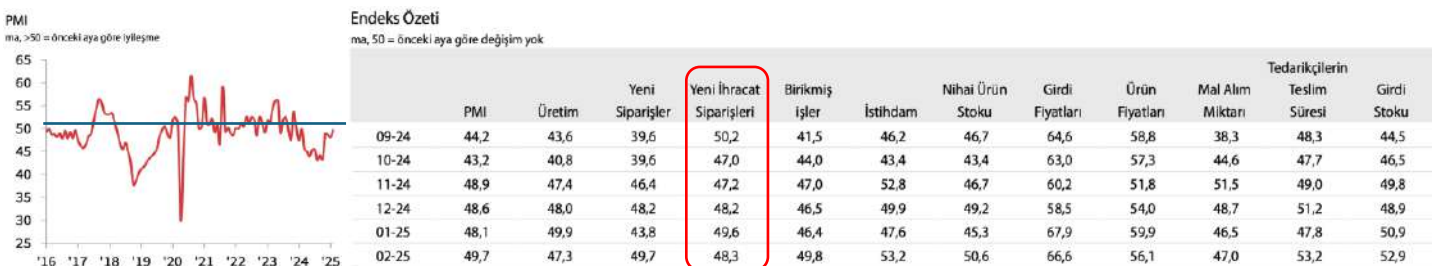 PMI
ma, >50 = önceki aya göre iyileşme
65
60
55
50
45
40
35
30
25
'16 '17 '18 '19 '20 '21 '22 '23 '24 '25
Endeks Özeti
ma, 50 = önceki aya göre değişim yok
PMI Üretim Yeni Siparişler Yeni İhracat Siparişleri Birikmiş işler İstihdam Nihai Ürün Stoku Girdi Fiyatları Ürün Fiyatları Mal Alım Miktarı Tedarikçilerin Teslim Süresi Girdi Stoku
09-24 44,2 43,6 39,6 50,2 41,5 46,2 46,7 64,6 58,8 38,3 48,3 44,5
10-24 43,2 40,8 39,6 47,0 44,0 43,4 43,4 63,0 57,3 44,6 47,7 46,5
11-24 48,9 47,4 46,4 47,2 47,0 52,8 46,7 60,2 51,8 51,5 49,0 49,8
12-24 48,6 48,0 48,2 48,2 46,5 49,9 49,2 58,5 54,0 48,7 51,2 48,9
01-25 48,1 49,9 43,8 49,6 46,4 47,6 45,3 67,9 59,9 46,5 47,8 50,9
02-25 49,7 47,3 49,7 48,3 49,8 53,2 50,6 66,6 56,1 47,0 53,2 52,9